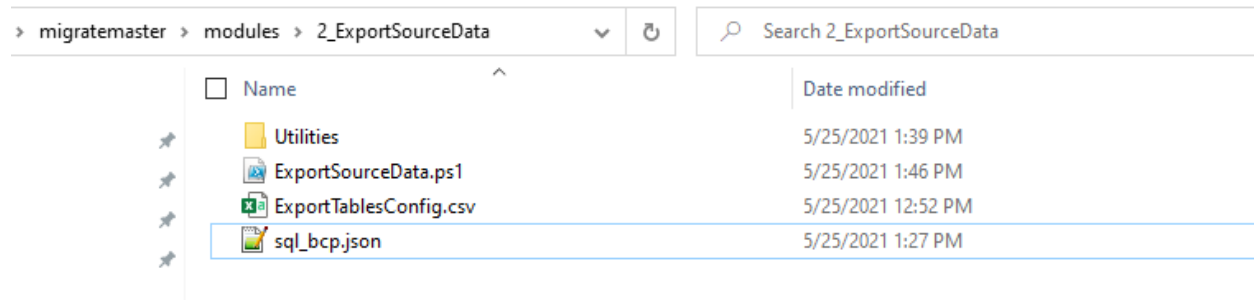 > migratemaster > modules > 2_ExportSourceData
Search 2_ExportSourceData
Name Date modified
Utilities 5/25/2021 1:39 PM
ExportSourceData.ps1 5/25/2021 1:46 PM
ExportTablesConfig.csv 5/25/2021 12:52 PM
sql_bcp.json 5/25/2021 1:27 PM